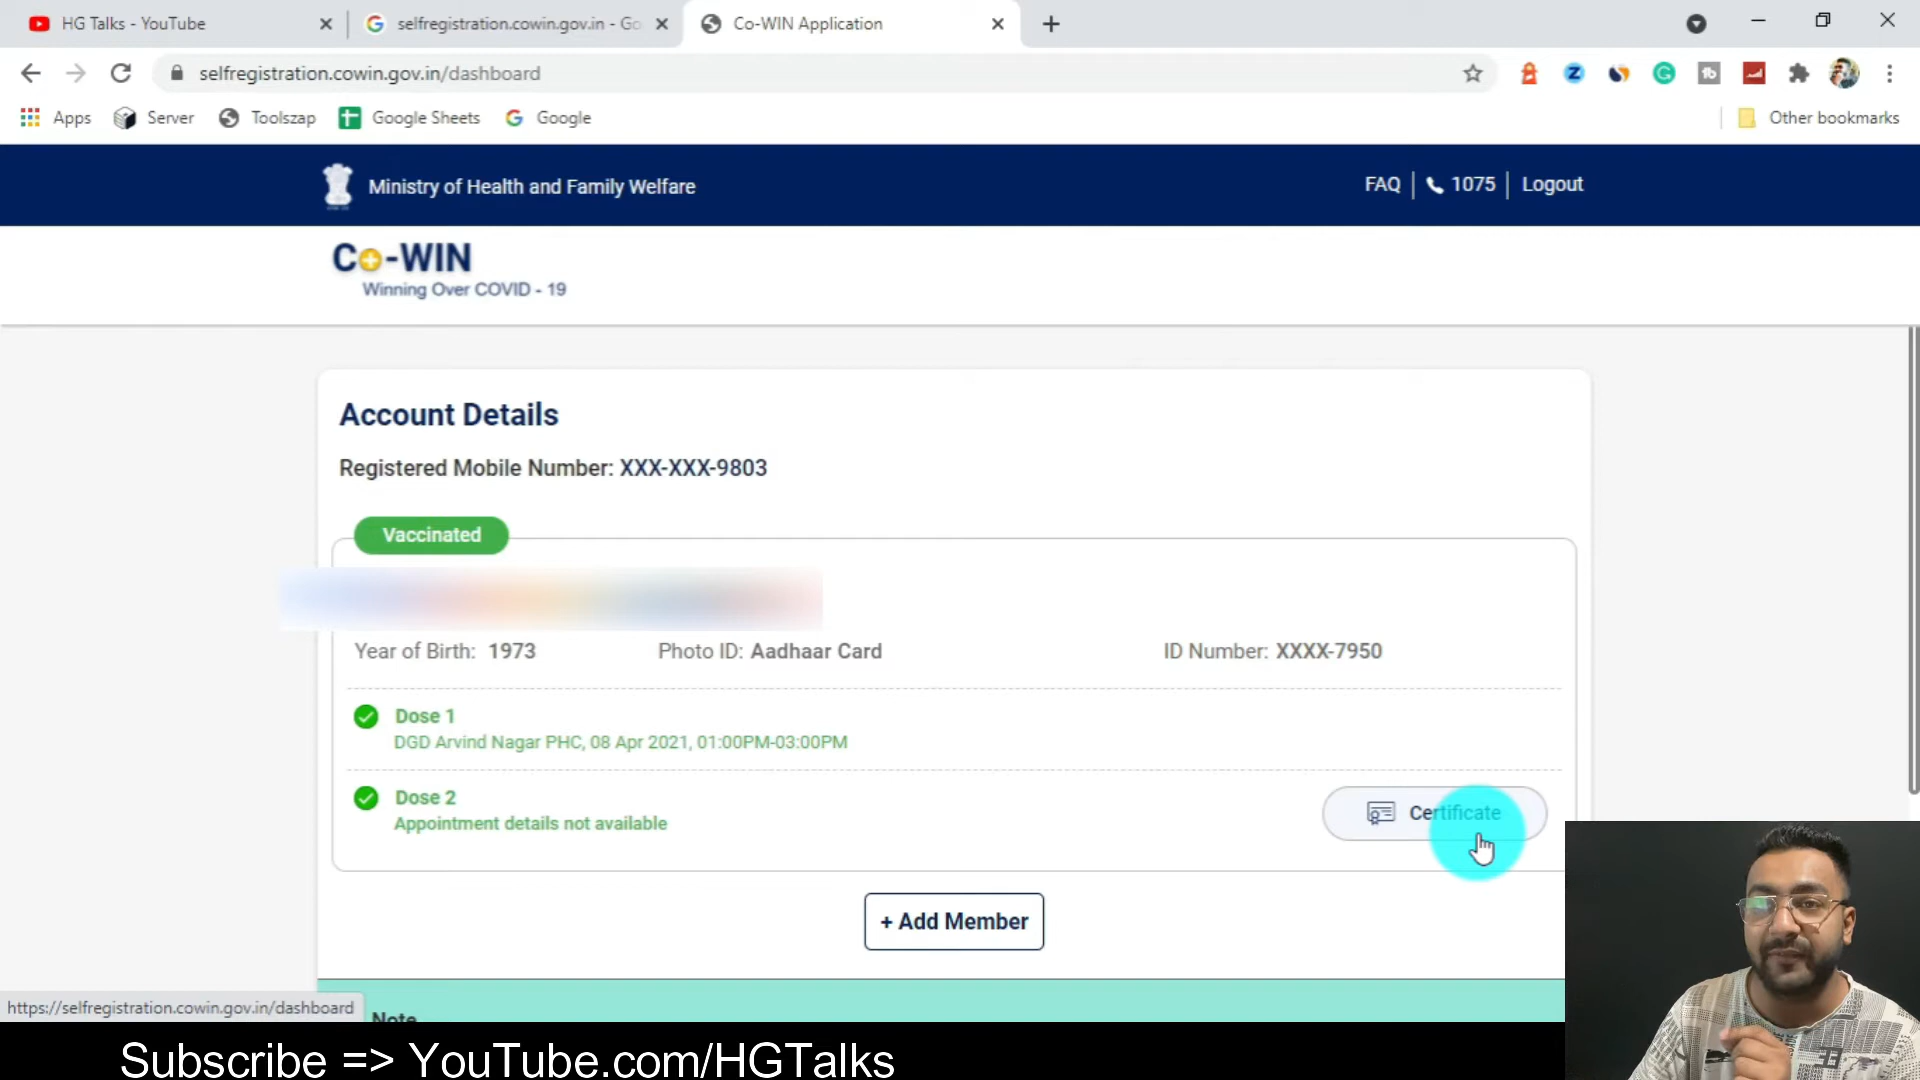 HG Talks - YouTube
selfregistration.cowin.gov.in - Go
Co-WIN Application
selfregistration.cowin.gov.in/dashboard
Apps
Server
Toolszap
Google Sheets
Google
Other bookmarks
Ministry of Health and Family Welfare
FAQ
1075
Logout
Co-WIN
Winning Over COVID - 19
Account Details
Registered Mobile Number: XXX-XXX-9803
Vaccinated
Year of Birth: 1973
Photo ID: Aadhaar Card
ID Number: XXXX-7950
Dose 1
DGD Arvind Nagar PHC, 08 Apr 2021, 01:00PM-03:00PM
Dose 2
Appointment details not available
Certificate
+ Add Member
https://selfregistration.cowin.gov.in/dashboard
Note
Subscribe => YouTube.com/HGTalks